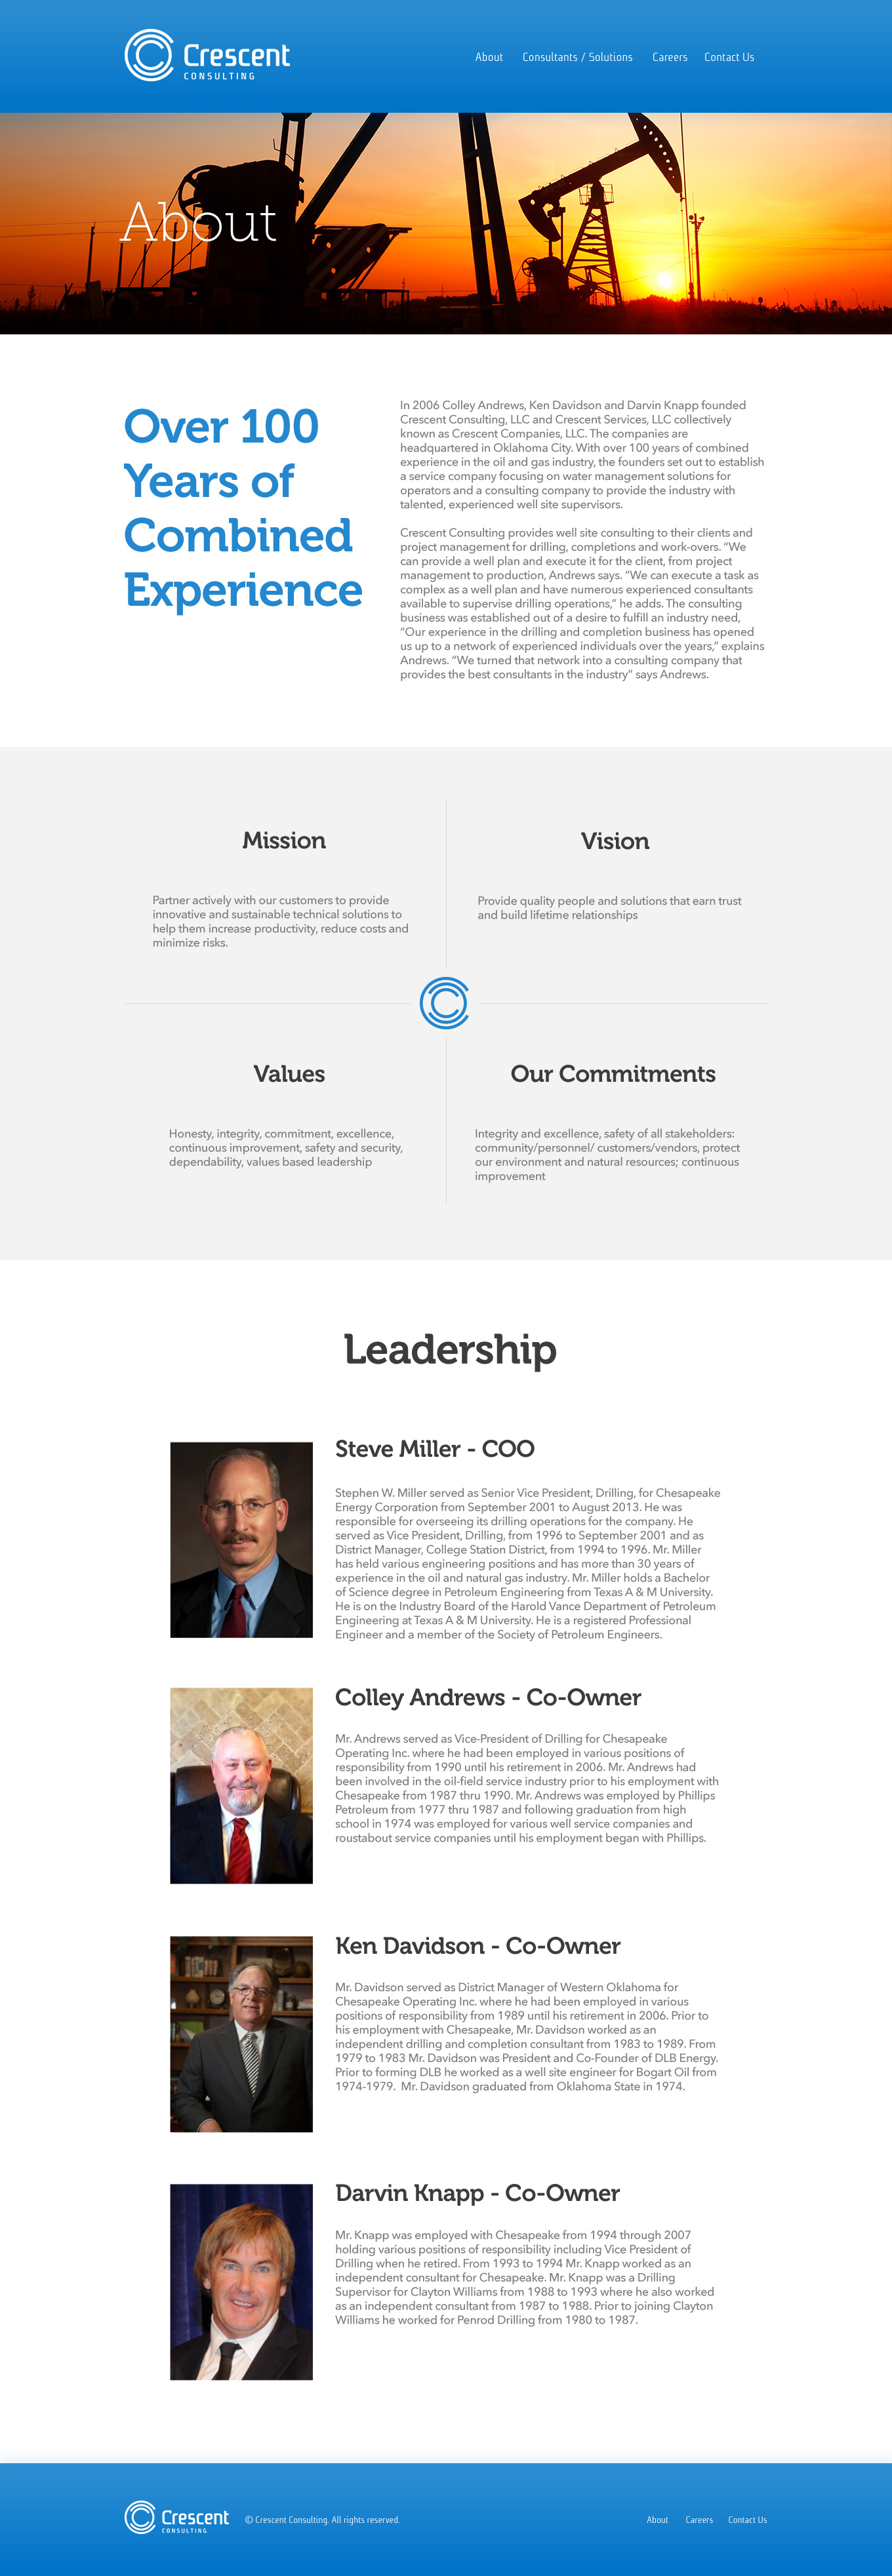 Crescent
CONSULTING
About
Consultants / Solutions
Careers
Contact Us
About
Over 100
Years of
Combined
Experience
In 2006 Colley Andrews, Ken Davidson and Darvin Knapp founded
Crescent Consulting, LLC and Crescent Services, LLC collectively
known as Crescent Companies, LLC. The companies are
headquartered in Oklahoma City. With over 100 years of combined
experience in the oil and gas industry, the founders set out to establish
a service company focusing on water management solutions for
operators and a consulting company to provide the industry with
talented, experienced well site supervisors.
Crescent Consulting provides well site consulting to their clients and
project management for drilling, completions and work-overs. “We
can provide a well plan and execute it for the client, from project
management to production, Andrews says. “We can execute a task as
complex as a well plan and have numerous experienced consultants
available to supervise drilling operations,” he adds. The consulting
business was established out of a desire to fulfill an industry need,
“Our experience in the drilling and completion business has opened
us up to a network of experienced individuals over the years,” explains
Andrews. “We turned that network into a consulting company that
provides the best consultants in the industry” says Andrews.
Mission
Partner actively with our customers to provide
innovative and sustainable technical solutions to
help them increase productivity, reduce costs and
minimize risks.
Vision
Provide quality people and solutions that earn trust
and build lifetime relationships
Values
Honesty, integrity, commitment, excellence,
continuous improvement, safety and security,
dependability, values based leadership
Our Commitments
Integrity and excellence, safety of all stakeholders:
community/personnel/ customers/vendors, protect
our environment and natural resources; continuous
improvement
Leadership
Steve Miller - COO
Stephen W. Miller served as Senior Vice President, Drilling, for Chesapeake
Energy Corporation from September 2001 to August 2013. He was
responsible for overseeing its drilling operations for the company. He
served as Vice President, Drilling, from 1996 to September 2001 and as
District Manager, College Station District, from 1994 to 1996. Mr. Miller
has held various engineering positions and has more than 30 years of
experience in the oil and natural gas industry. Mr. Miller holds a Bachelor
of Science degree in Petroleum Engineering from Texas A & M University.
He is on the Industry Board of the Harold Vance Department of Petroleum
Engineering at Texas A & M University. He is a registered Professional
Engineer and a member of the Society of Petroleum Engineers.
Colley Andrews - Co-Owner
Mr. Andrews served as Vice-President of Drilling for Chesapeake
Operating Inc. where he had been employed in various positions of
responsibility from 1990 until his retirement in 2006. Mr. Andrews had
been involved in the oil-field service industry prior to his employment with
Chesapeake from 1987 thru 1990. Mr. Andrews was employed by Phillips
Petroleum from 1977 thru 1987 and following graduation from high
school in 1974 was employed for various well service companies and
roustabout service companies until his employment began with Phillips.
Ken Davidson - Co-Owner
Mr. Davidson served as District Manager of Western Oklahoma for
Chesapeake Operating Inc. where he had been employed in various
positions of responsibility from 1989 until his retirement in 2006. Prior to
his employment with Chesapeake, Mr. Davidson worked as an
independent drilling and completion consultant from 1983 to 1989. From
1979 to 1983 Mr. Davidson was President and Co-Founder of DLB Energy.
Prior to forming DLB he worked as a well site engineer for Bogart Oil from
1974-1979.  Mr. Davidson graduated from Oklahoma State in 1974.
Darvin Knapp - Co-Owner
Mr. Knapp was employed with Chesapeake from 1994 through 2007
holding various positions of responsibility including Vice President of
Drilling when he retired. From 1993 to 1994 Mr. Knapp worked as an
independent consultant for Chesapeake. Mr. Knapp was a Drilling
Supervisor for Clayton Williams from 1988 to 1993 where he also worked
as an independent consultant from 1987 to 1988. Prior to joining Clayton
Williams he worked for Penrod Drilling from 1980 to 1987.
Crescent
CONSULTING
© Crescent Consulting. All rights reserved.
About
Careers
Contact Us